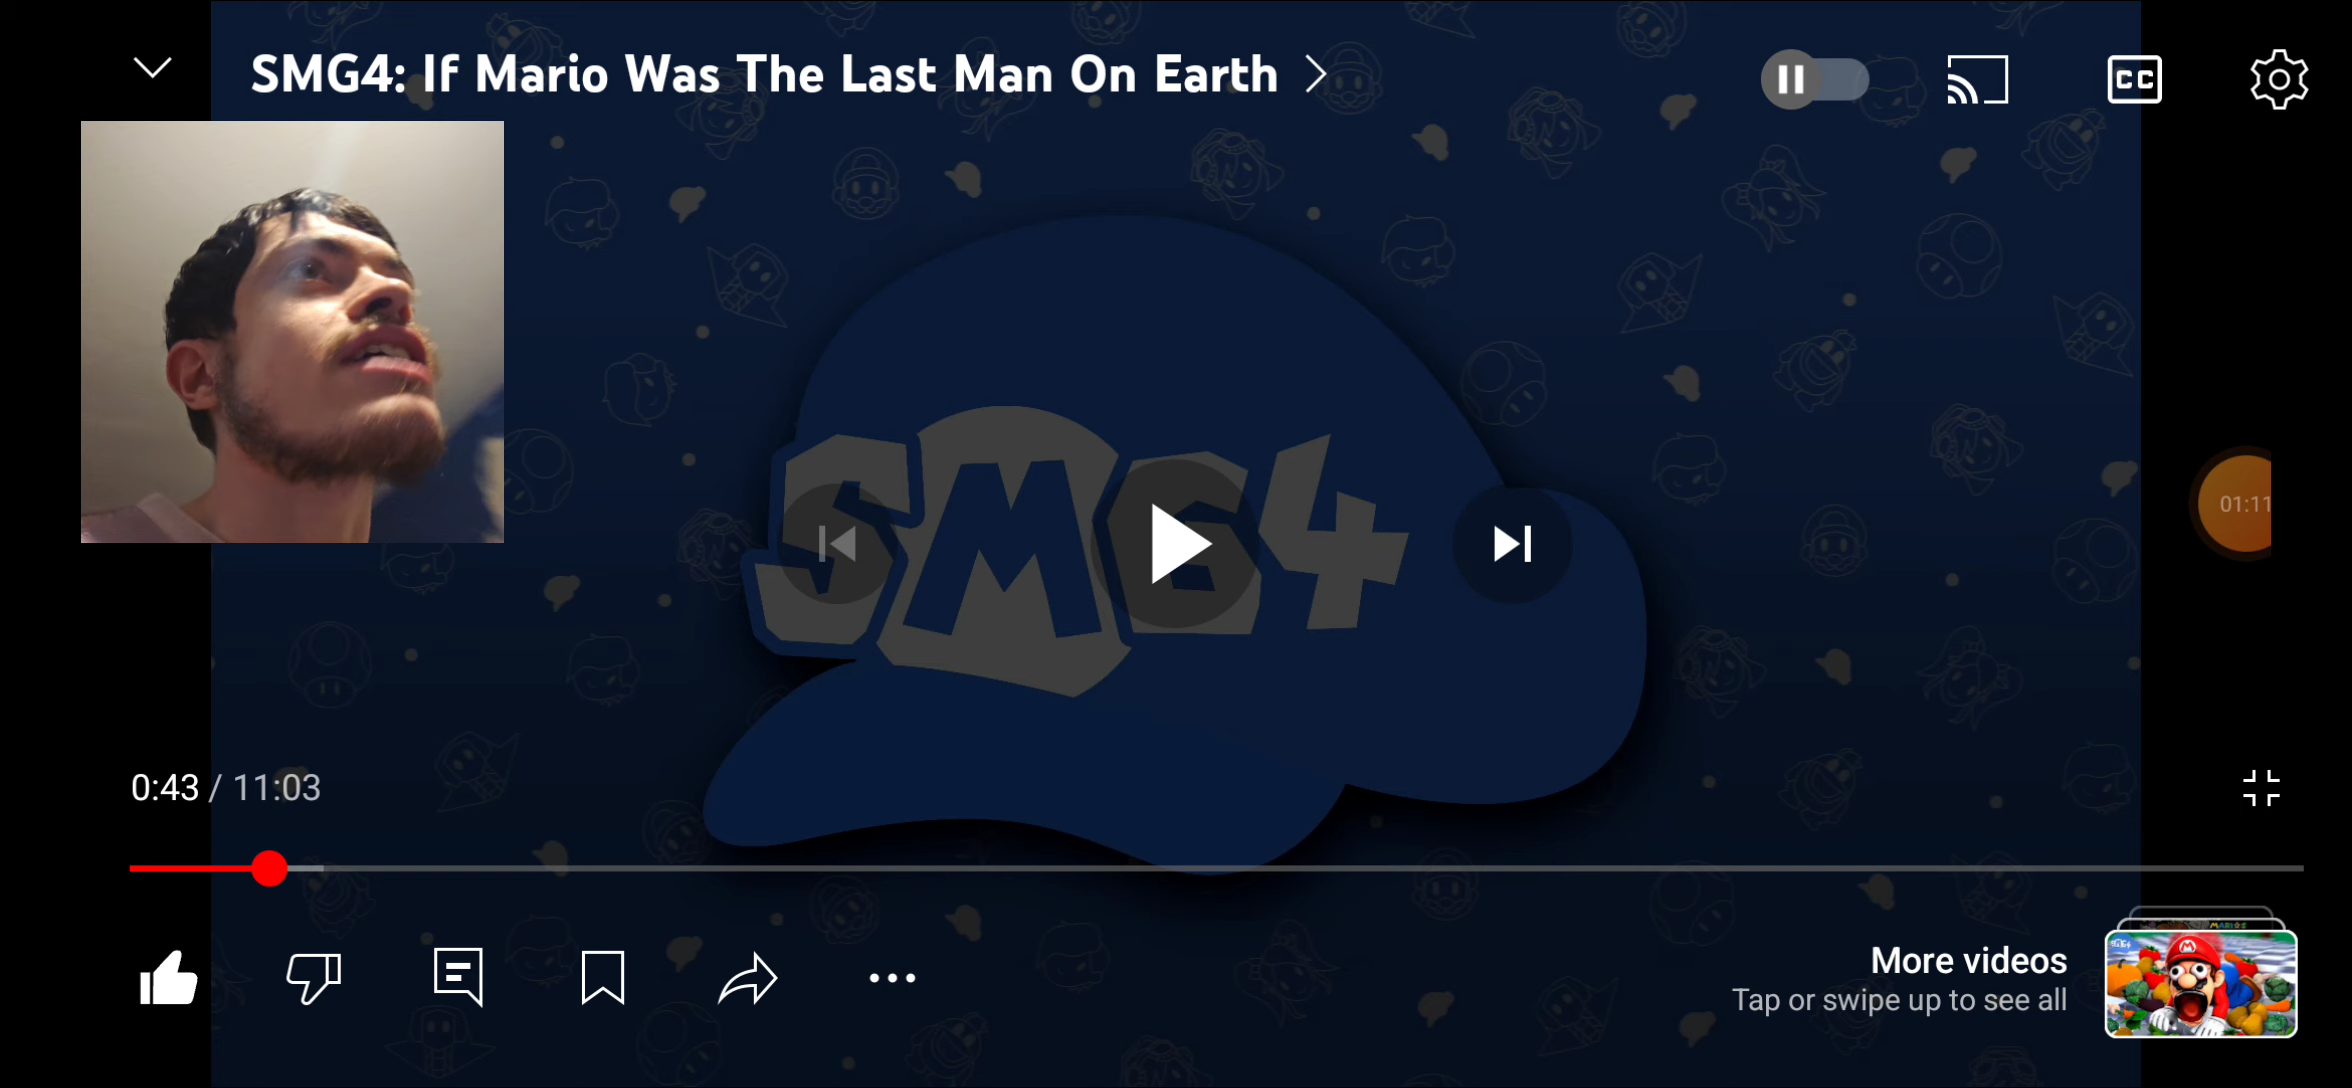 SMG4: If Mario Was The Last Man On Earth
CC
SMG4
01:11
0:43 / 11:03
More videos
Tap or swipe up to see all